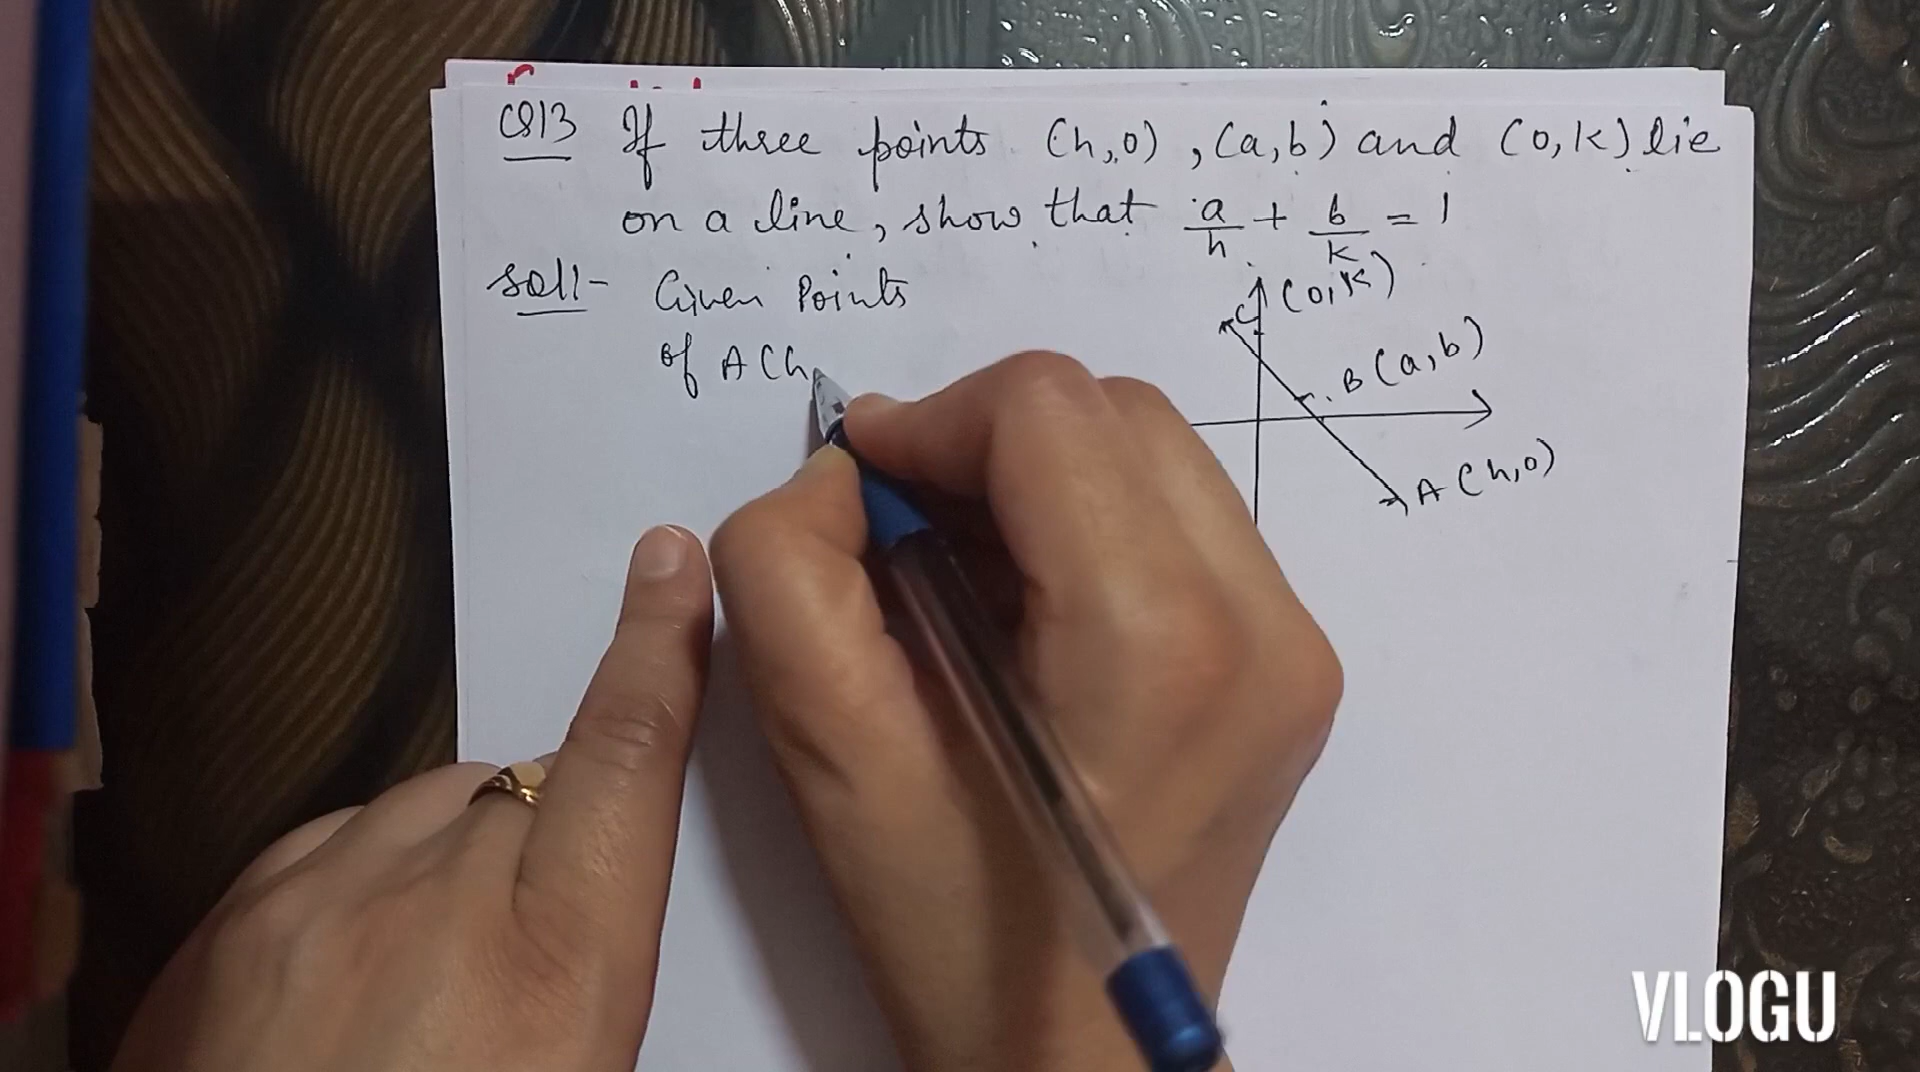 Q13 If three points (h,0), (a,b) and (0,k) lie
on a line, show that a/h + b/k = 1
Sol:- Given Points
of A(h,
C (0,k)
B(a,b)
A(h,0)
VLOGU